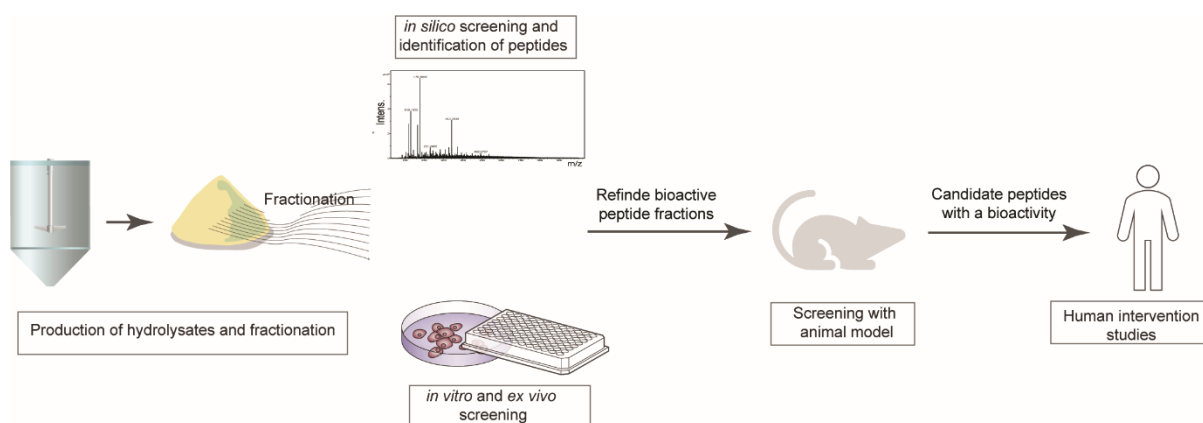 in silico screening and
identification of peptides
Intens.
m/z
Fractionation
Production of hydrolysates and fractionation
in vitro and ex vivo
screening
Refinde bioactive
peptide fractions
Screening with
animal model
Candidate peptides
with a bioactivity
Human intervention
studies